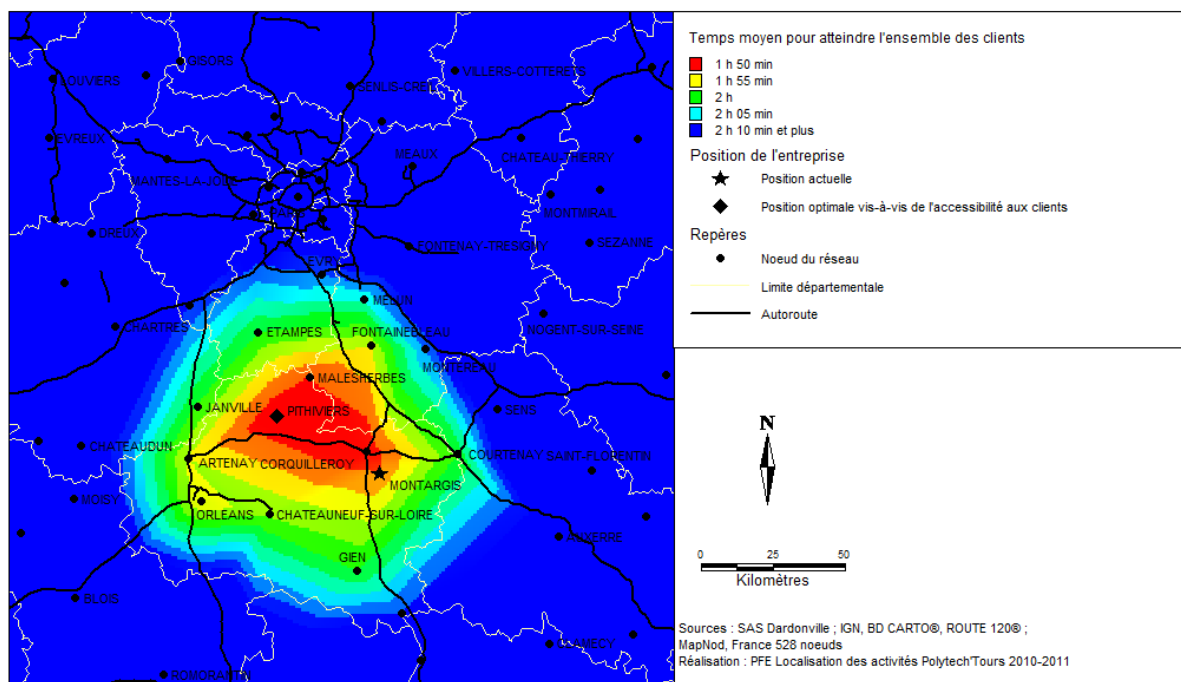 GISORS
LOUVIERS
VILLERS-COTTERETS
SENLIS-CREIL
EVREUX
CHATEAU-THIERRY
MEAUX
MANTES-LA-JOLIE
MONTMIRAIL
PARIS
DREUX
FONTENAY-TRESIGNY
SEZANNE
EVRY
MELUN
CHARTRES
ETAMPES
FONTAINEBLEAU
NOGENT-SUR-SEINE
MONTEREAU
MALESHERBES
JANVILLE
PITHIVIERS
SENS
CHATEAUDUN
ARTENAY
CORQUILLEROY
COURTENAY
SAINT-FLORENTIN
MONTARGIS
MOISY
ORLEANS
CHATEAUNEUF-SUR-LOIRE
AUXERRE
GIEN
BLOIS
CLAMECY
ROMORANTIN
Temps moyen pour atteindre l'ensemble des clients
1 h 50 min
1 h 55 min
2 h
2 h 05 min
2 h 10 min et plus
Position de l'entreprise
Position actuelle
Position optimale vis-à-vis de l'accessibilité aux clients
Repères
Noeud du réseau
Limite départementale
Autoroute
N
0 25 50
Kilomètres
Sources : SAS Dardonville ; IGN, BD CARTO®, ROUTE 120® ;
MapNod, France 528 noeuds
Réalisation : PFE Localisation des activités Polytech'Tours 2010-2011